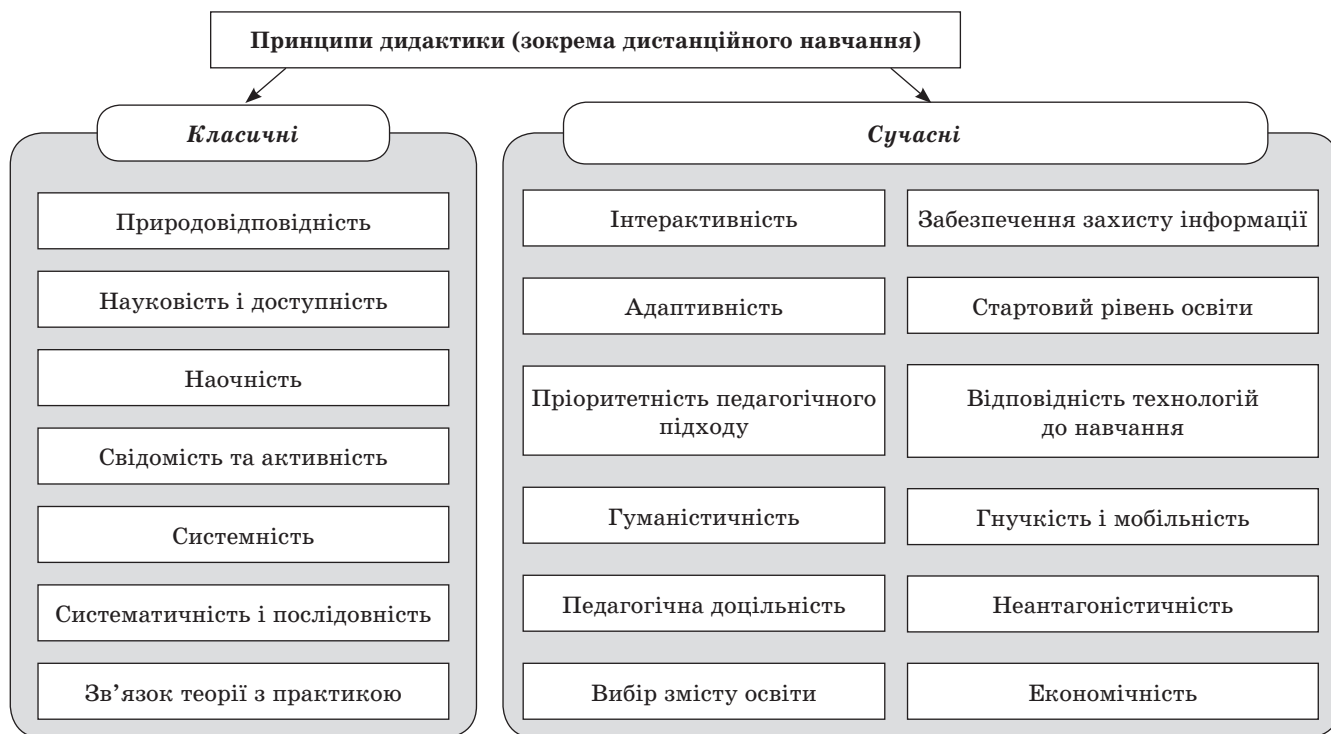 Принципи дидактики (зокрема дистанційного навчання)
Класичні
Природовідповідність
Науковість і доступність
Наочність
Свідомість та активність
Системність
Систематичність і послідовність
Зв’язок теорії з практикою
Сучасні
Інтерактивність
Забезпечення захисту інформації
Адаптивність
Стартовий рівень освіти
Пріоритетність педагогічного
підходу
Відповідність технологій
до навчання
Гуманістичність
Гнучкість і мобільність
Педагогічна доцільність
Неантагоністичність
Вибір змісту освіти
Економічність